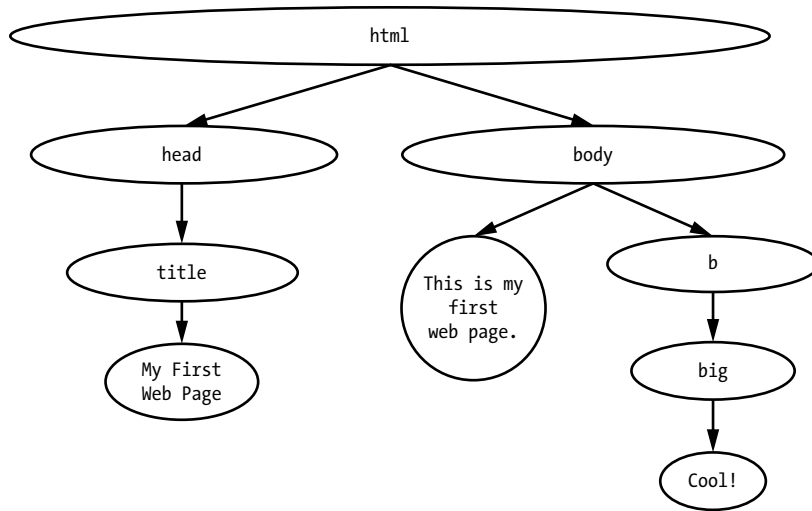 html
head
body
title
This is my
first
web page.
b
My First
Web Page
big
Cool!